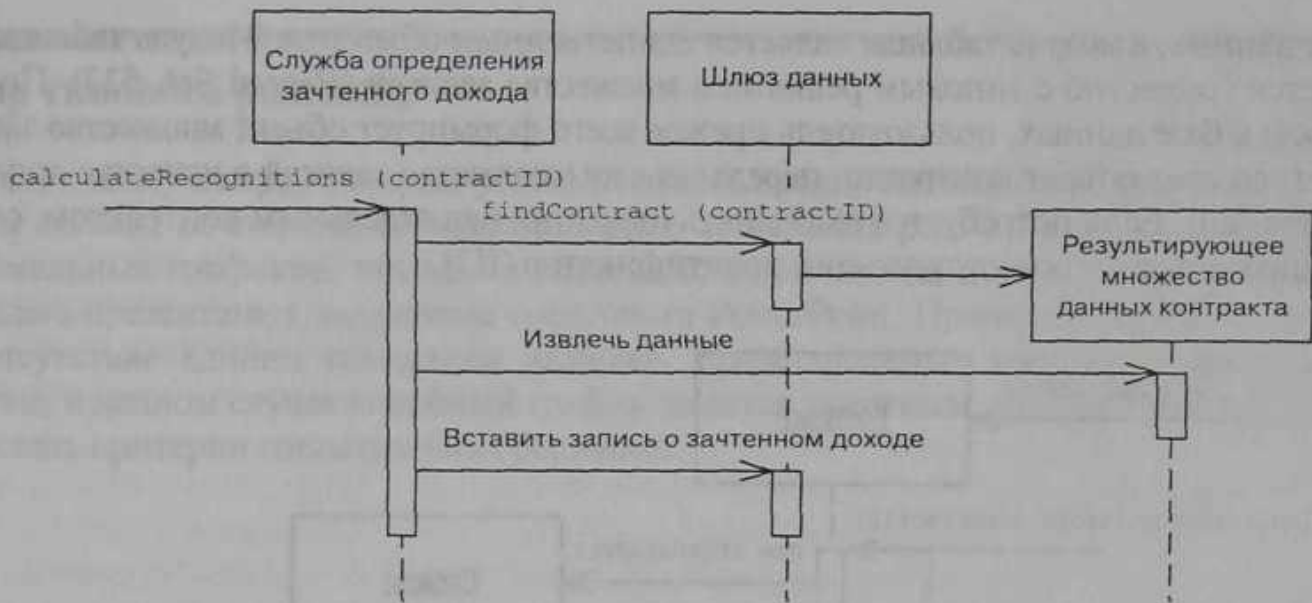 Служба определения
зачтенного дохода
Шлюз данных
calculateRecognitions (contractID)
findContract (contractID)
Результирующее
множество
данных контракта
Извлечь данные
Вставить запись о зачтенном доходе